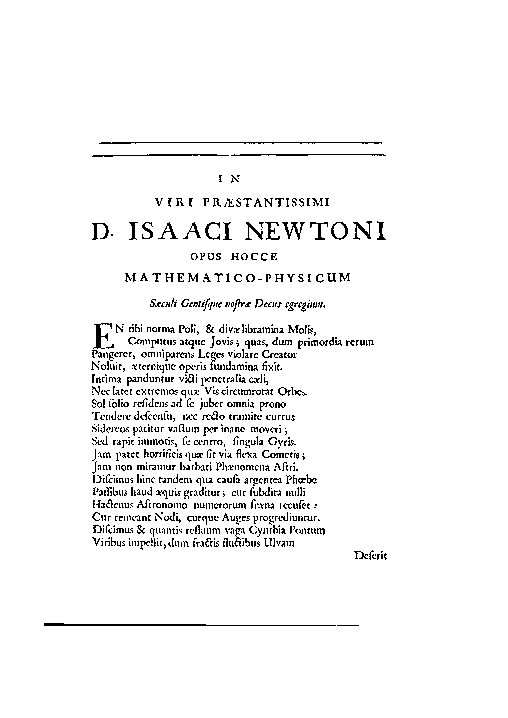 IN
VIRI PRÆSTANTISSIMI
D. ISAACI NEWTONI
OPUS HOCCE
MATHEMATICO-PHYSICUM
Sæculi Gentisque nostræ Decus egregium.
EN tibi norma Poli, & divæ libramina Molis,
Computus atque Jovis; quas, dum primordia rerum
Pangeret, omniparens Leges violare Creator
Noluit, æternique operis fundamina fixit.
Intima panduntur victi penetralia cæli,
Nec latet extremos quæ Vis circumrotat Orbes.
Sol solio residens ad se jubet omnia prono
Tendere descensu, nec recto tramite currus
Sidereos patitur vastum per inane moveri;
Sed rapit immotis, se centro, singula Gyris.
Jam patet horrificis quæ sit via flexa Cometis;
Jam non miramur barbati Phænomena Astri.
Discimus hinc tandem qua causa argentea Phœbe
Passibus haud æquis graditur; cur subdita nulli
Hactenus Astronomo numerorum fræna recuset:
Cur remeant Nodi, curque Auges progrediuntur.
Discimus & quantis refluum vaga Cynthia Pontum
Viribus impellit, dum fractis fluctibus Ulvam
Deserit